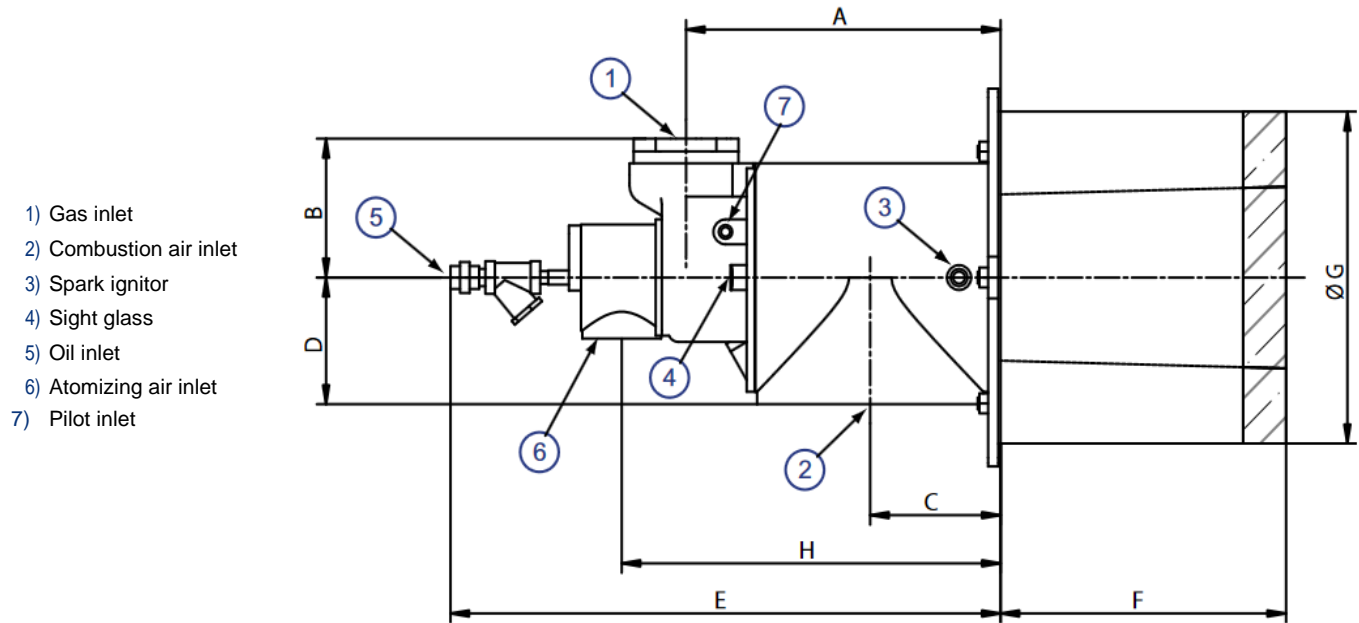 1) Gas inlet
2) Combustion air inlet
3) Spark ignitor
4) Sight glass
5) Oil inlet
6) Atomizing air inlet
7) Pilot inlet
A
1
7
B
5
3
Ø G
D
4
6
2
C
H
E
F